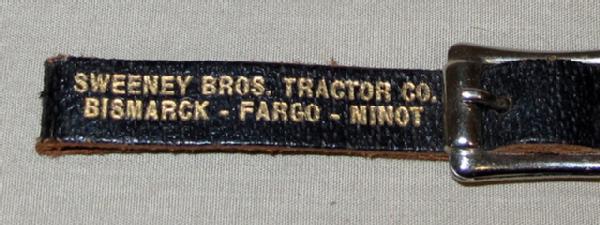 SWEENEY BROS. TRACTOR CO.
BISMARCK - FARGO - MINOT